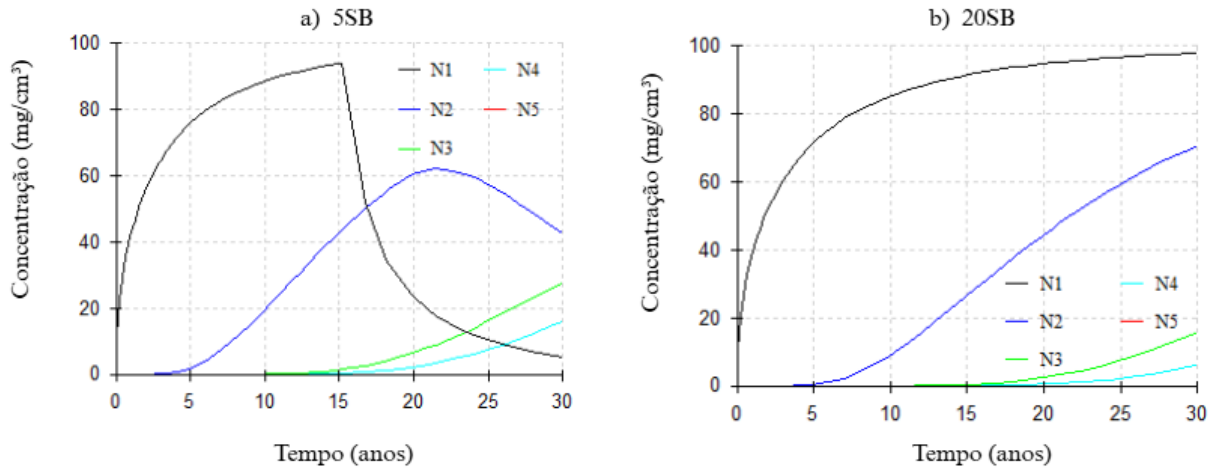 a) 5SB
Concentração (mg/cm³)
100
80
60
40
20
0
0 5 10 15 20 25 30
Tempo (anos)
N1 N4
N2 N5
N3
b) 20SB
Concentração (mg/cm³)
100
80
60
40
20
0
0 5 10 15 20 25 30
Tempo (anos)
N1 N4
N2 N5
N3